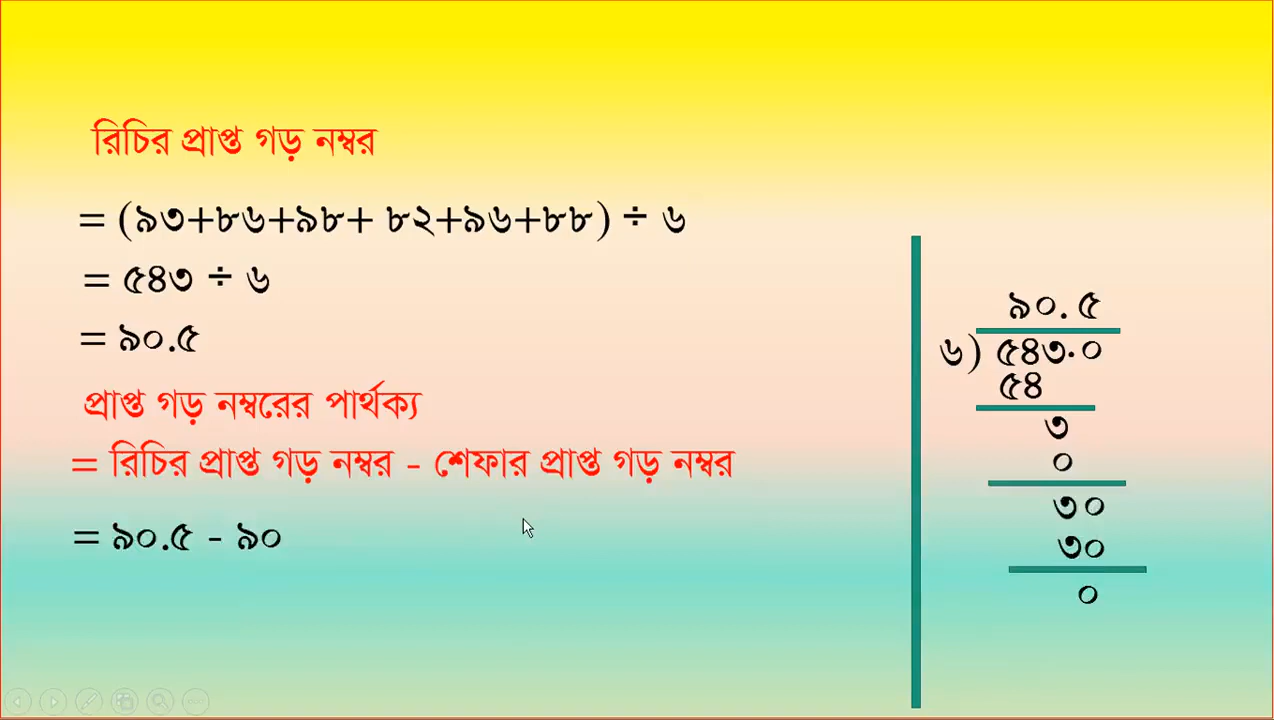 রিচির প্রাপ্ত গড় নম্বর
= (৯৩+৮৬+৯৮+ ৮২+৯৬+৮৮) ÷ ৬
= ৫৪৩ ÷ ৬
= ৯০.৫
প্রাপ্ত গড় নম্বরের পার্থক্য
= রিচির প্রাপ্ত গড় নম্বর - শেফার প্রাপ্ত গড় নম্বর
= ৯০.৫ - ৯০
৯০. ৫
৬) ৫৪৩.০
৫৪
৩
০
৩০
৩০
০